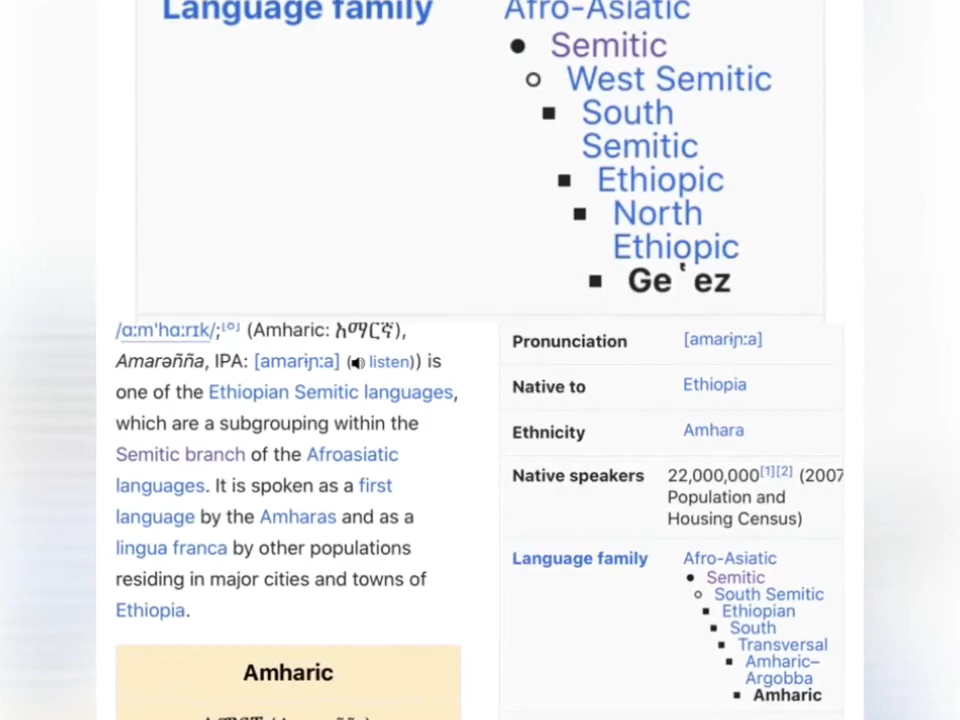 Language family
Afro-Asiatic
Semitic
West Semitic
South
Semitic
Ethiopic
North
Ethiopic
Geʽez
/ɑːmˈhɑːrɪk/;[9] (Amharic: አማርኛ),
Amarəñña, IPA: [amarɨɲːa] (listen)) is
one of the Ethiopian Semitic languages,
which are a subgrouping within the
Semitic branch of the Afroasiatic
languages. It is spoken as a first
language by the Amharas and as a
lingua franca by other populations
residing in major cities and towns of
Ethiopia.
Amharic
Pronunciation [amarɨɲːa]
Native to Ethiopia
Ethnicity Amhara
Native speakers 22,000,000[1][2] (2007
Population and
Housing Census)
Language family Afro-Asiatic
Semitic
South Semitic
Ethiopian
South
Transversal
Amharic–
Argobba
Amharic